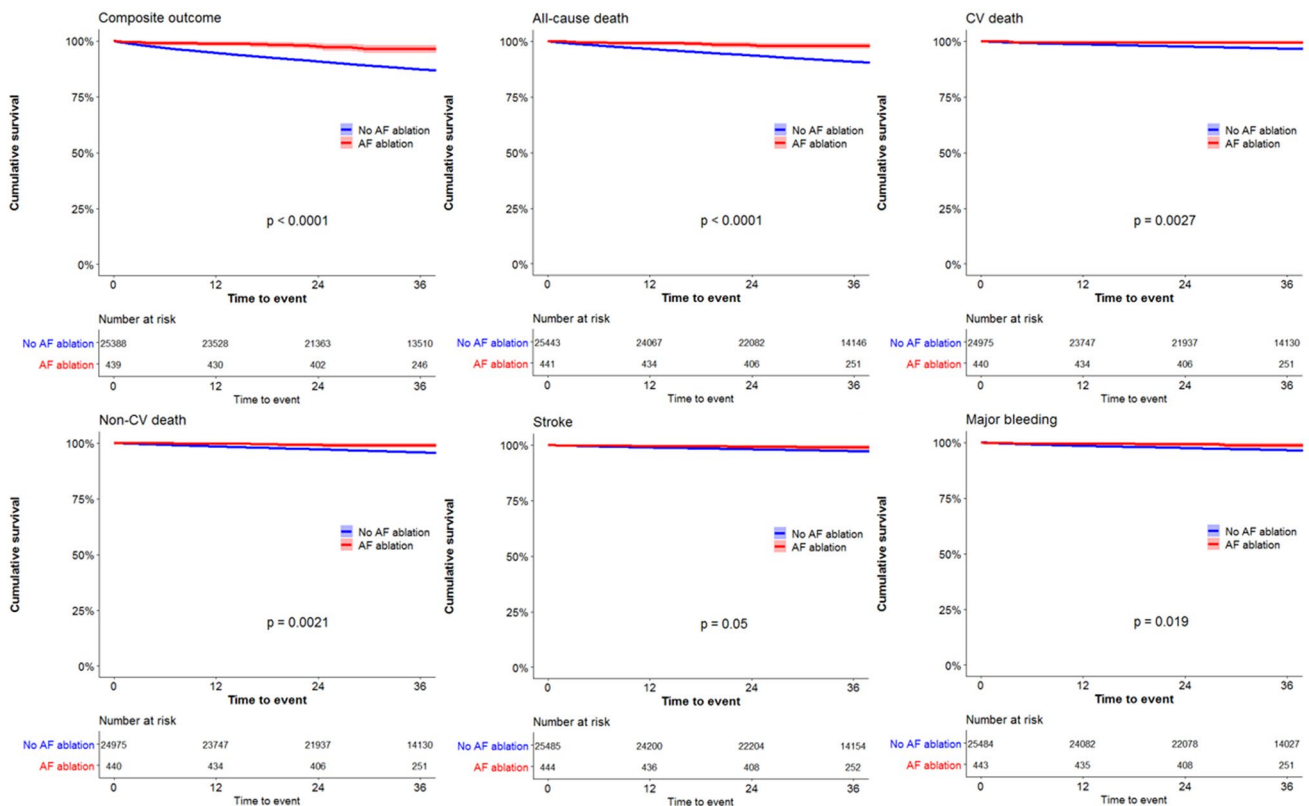 Composite outcome
100%
75%
50%
25%
0%
Cumulative survival
No AF ablation
AF ablation
p < 0.0001
0 12 24 36
Time to event
Number at risk
No AF ablation 25388 23528 21363 13510
AF ablation 439 430 402 246
0 12 24 36
Time to event
All-cause death
100%
75%
50%
25%
0%
Cumulative survival
No AF ablation
AF ablation
p < 0.0001
0 12 24 36
Time to event
Number at risk
No AF ablation 25443 24067 22082 14146
AF ablation 441 434 406 251
0 12 24 36
Time to event
CV death
100%
75%
50%
25%
0%
Cumulative survival
No AF ablation
AF ablation
p = 0.0027
0 12 24 36
Time to event
Number at risk
No AF ablation 24975 23747 21937 14130
AF ablation 440 434 406 251
0 12 24 36
Time to event
Non-CV death
100%
75%
50%
25%
0%
Cumulative survival
No AF ablation
AF ablation
p = 0.0021
0 12 24 36
Time to event
Number at risk
No AF ablation 24975 23747 21937 14130
AF ablation 440 434 406 251
0 12 24 36
Time to event
Stroke
100%
75%
50%
25%
0%
Cumulative survival
No AF ablation
AF ablation
p = 0.05
0 12 24 36
Time to event
Number at risk
No AF ablation 25485 24200 22204 14154
AF ablation 444 436 408 252
0 12 24 36
Time to event
Major bleeding
100%
75%
50%
25%
0%
Cumulative survival
No AF ablation
AF ablation
p = 0.019
0 12 24 36
Time to event
Number at risk
No AF ablation 25484 24082 22078 14027
AF ablation 443 435 408 251
0 12 24 36
Time to event